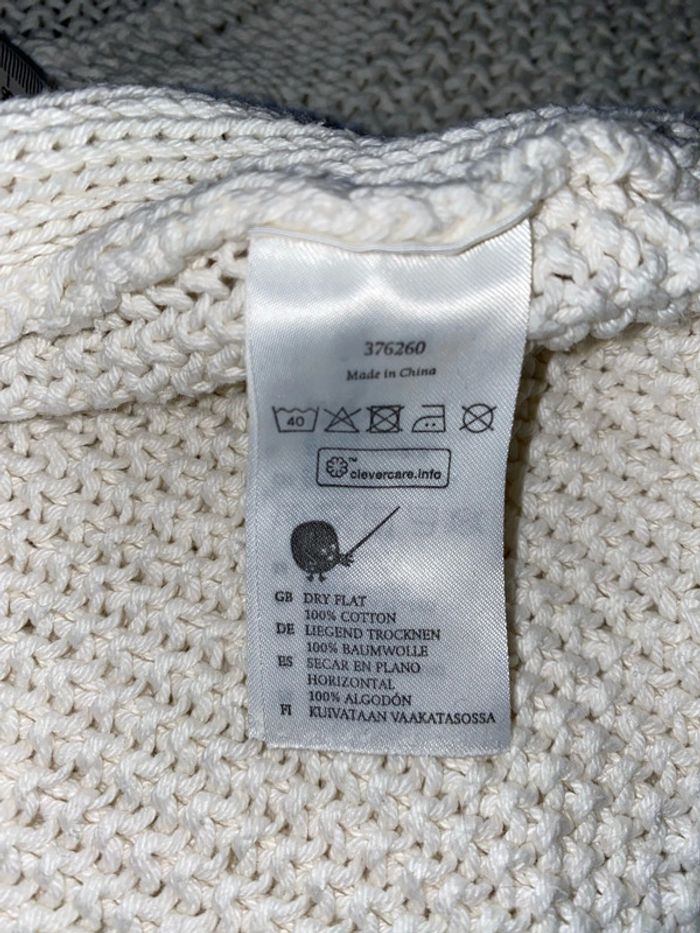 376260
Made in China
40
™
clevercare.info
GB DRY FLAT
100% COTTON
DE LIEGEND TROCKNEN
100% BAUMWOLLE
ES SECAR EN PLANO
HORIZONTAL
100% ALGODÓN
FI KUIVATAAN VAAKATASOSSA